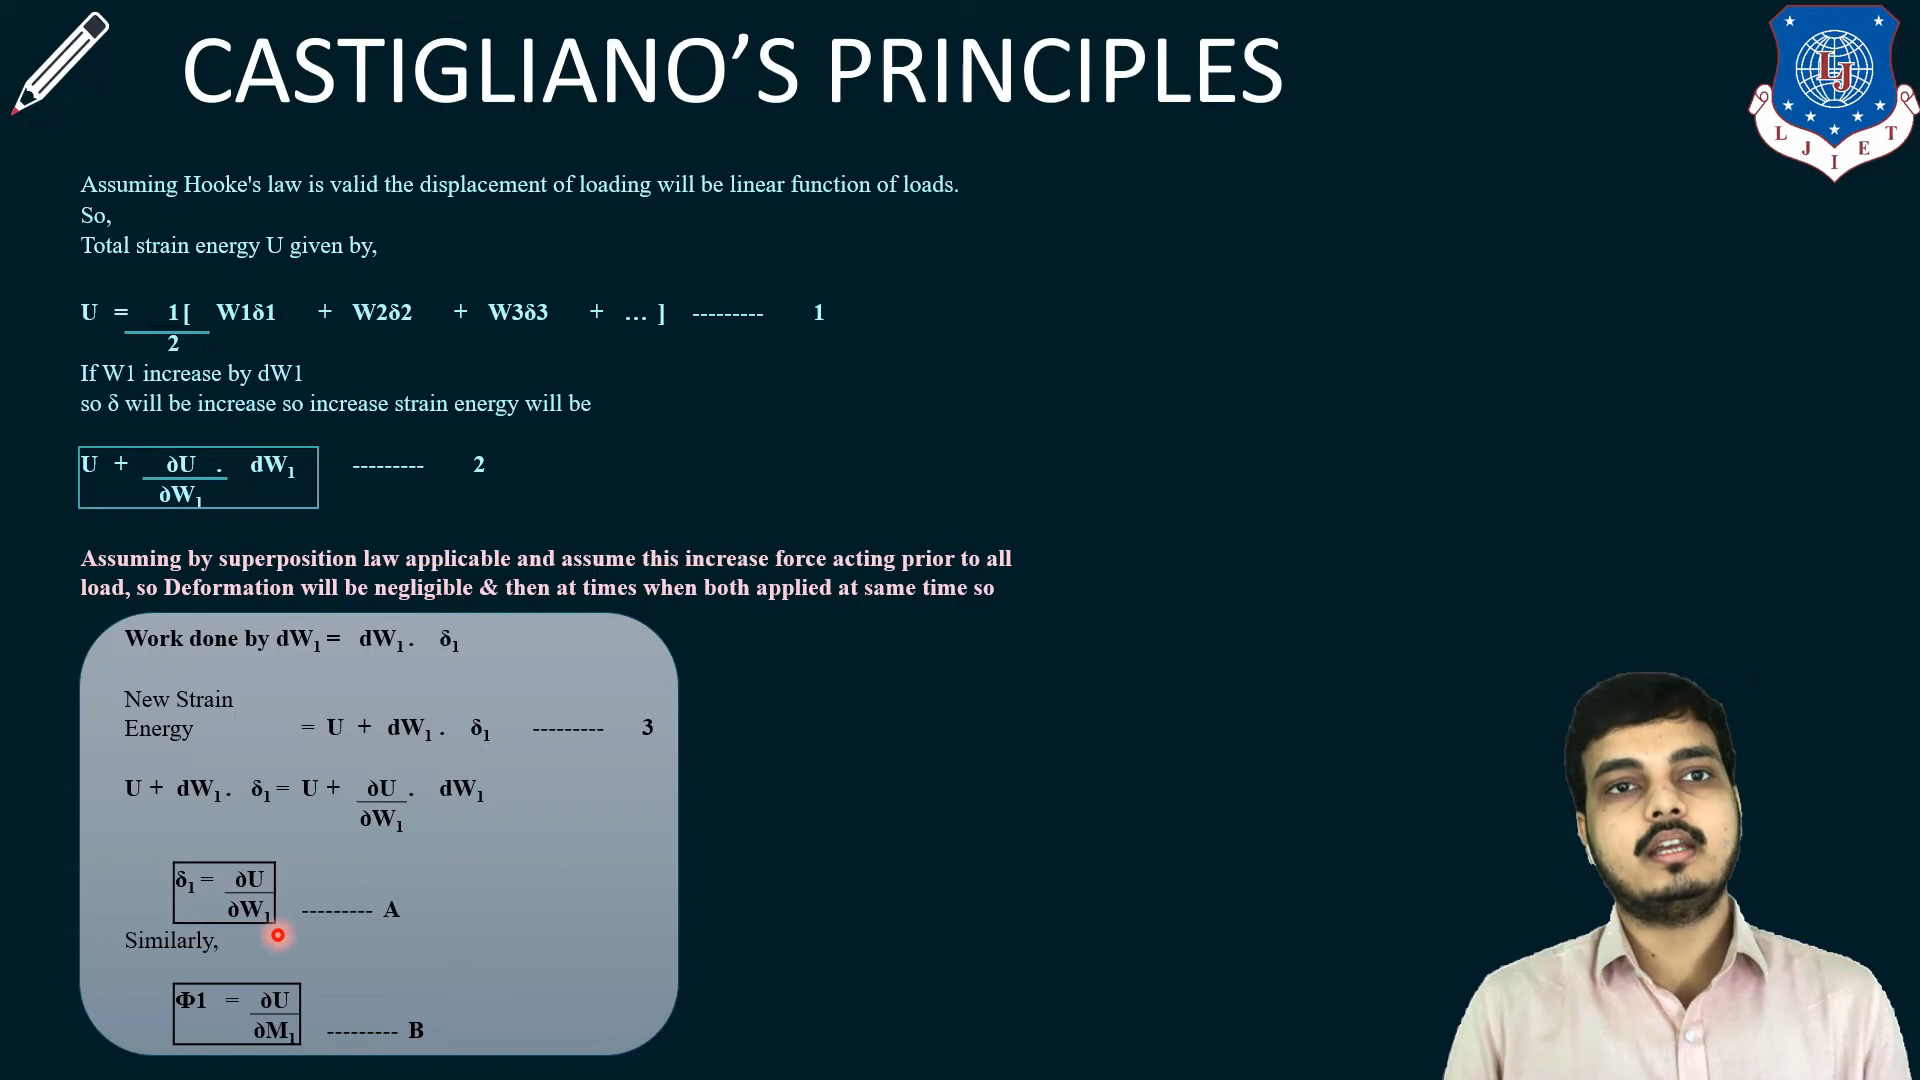 CASTIGLIANO’S PRINCIPLES
L J I E T
LJ
Assuming Hooke's law is valid the displacement of loading will be linear function of loads.
So,
Total strain energy U given by,
U = 1 [ W1δ1 + W2δ2 + W3δ3 + … ] --------- 1
2
If W1 increase by dW1
so δ will be increase so increase strain energy will be
U + ∂U . dW₁ --------- 2
∂W₁
Assuming by superposition law applicable and assume this increase force acting prior to all
load, so Deformation will be negligible & then at times when both applied at same time so
Work done by dW₁ = dW₁ . δ₁
New Strain
Energy = U + dW₁ . δ₁ --------- 3
U + dW₁ . δ₁ = U + ∂U . dW₁
∂W₁
δ₁ = ∂U
∂W₁ --------- A
Similarly,
Φ1 = ∂U
∂M₁ --------- B